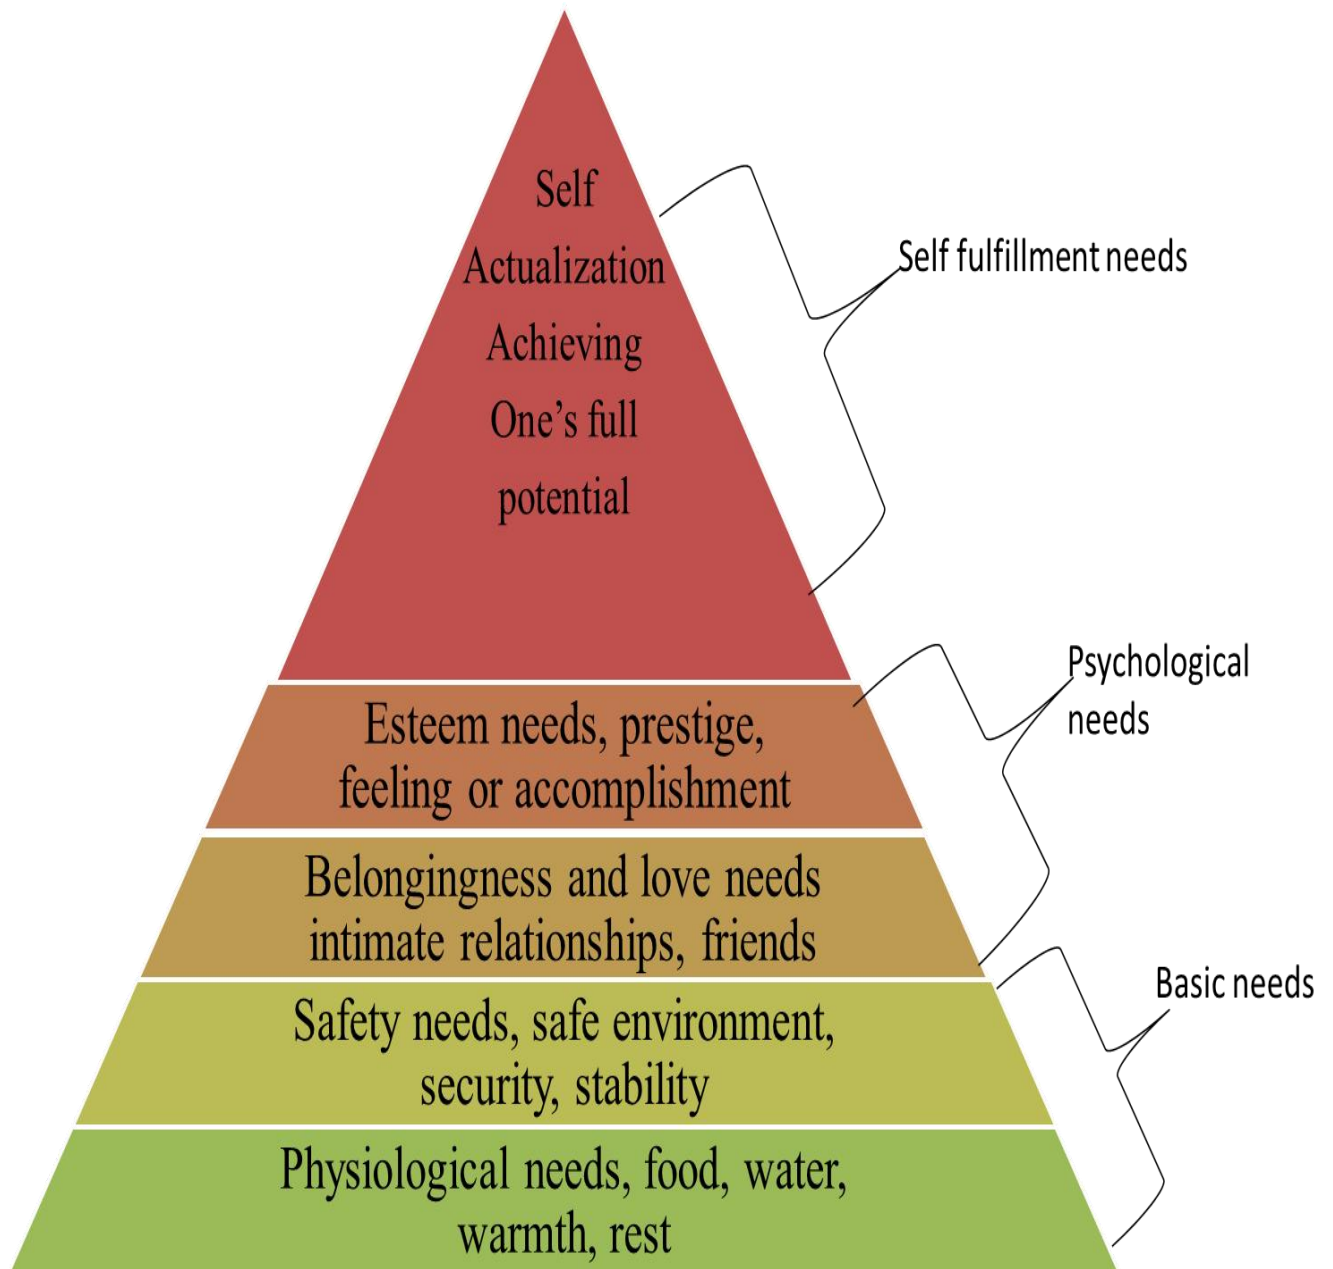 Self
Actualization
Achieving
One’s full
potential
Self fulfillment needs
Esteem needs, prestige,
feeling or accomplishment
Psychological
needs
Belongingness and love needs
intimate relationships, friends
Safety needs, safe environment,
security, stability
Basic needs
Physiological needs, food, water,
warmth, rest